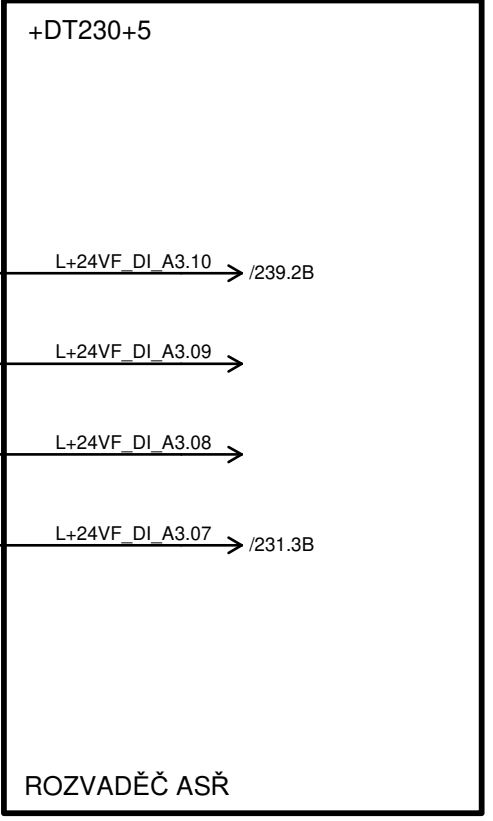 +DT230+5
L+24VF_DI_A3.10 /239.2B
L+24VF_DI_A3.09
L+24VF_DI_A3.08
L+24VF_DI_A3.07 /231.3B
ROZVADĚČ ASŘ